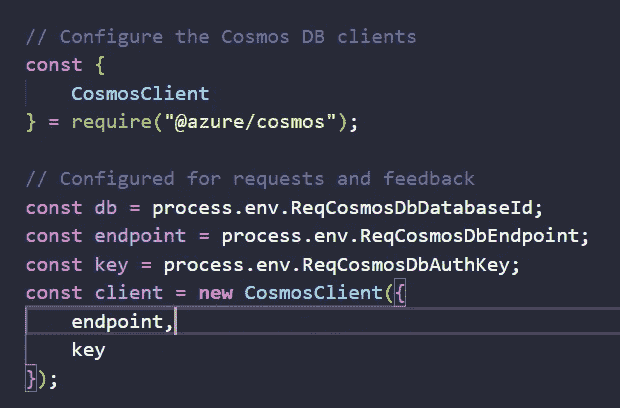 // Configure the Cosmos DB clients
const {
    CosmosClient
} = require("@azure/cosmos");

// Configured for requests and feedback
const db = process.env.ReqCosmosDbDatabaseId;
const endpoint = process.env.ReqCosmosDbEndpoint;
const key = process.env.ReqCosmosDbAuthKey;
const client = new CosmosClient({
    endpoint,
    key
});